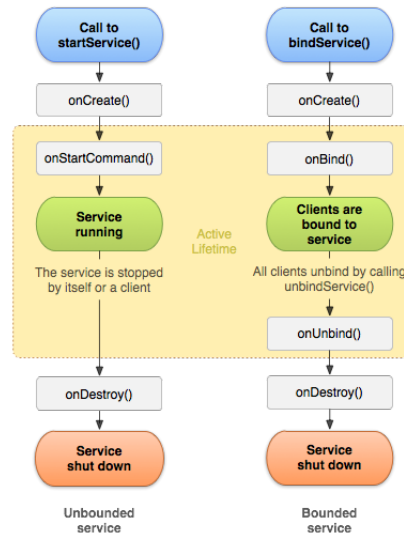 Call to
startService()
onCreate()
onStartCommand()
Service
running
The service is stopped
by itself or a client
onDestroy()
Service
shut down
Unbounded
service
Active
Lifetime
Call to
bindService()
onCreate()
onBind()
Clients are
bound to
service
All clients unbind by calling
unbindService()
onUnbind()
onDestroy()
Service
shut down
Bounded
service